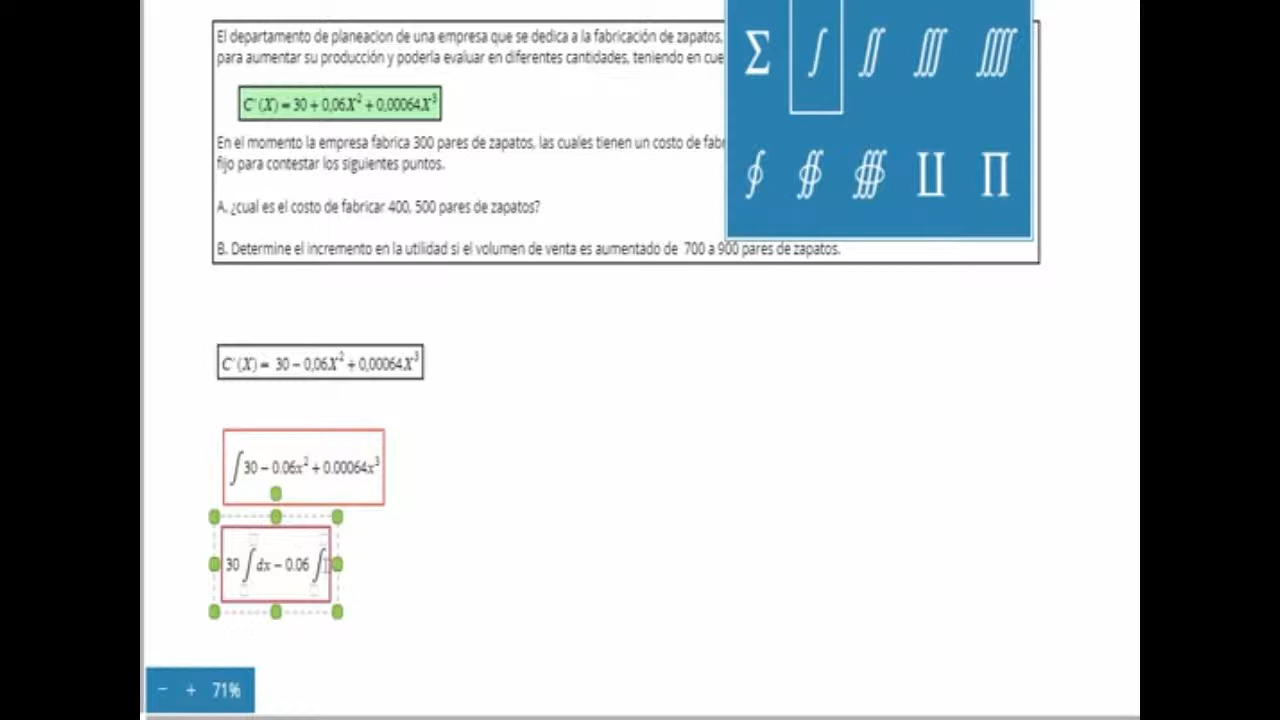 El departamento de planeacion de una empresa que se dedica a la fabricación de zapatos,
para aumentar su producción y poderla evaluar en diferentes cantidades, teniendo en cue
C'(X) = 30 + 0,06X² + 0,00064X³
En el momento la empresa fabrica 300 pares de zapatos, las cuales tienen un costo de fabr
fijo para contestar los siguientes puntos.
A. ¿cual es el costo de fabricar 400, 500 pares de zapatos?
B. Determine el incremento en la utilidad si el volumen de venta es aumentado de 700 a 900 pares de zapatos.
∑ ∫ ∬ ∭ ⨌
∮ ∯ ∰ ∐ ∏
C'(X) = 30 − 0,06X² + 0,00064X³
∫30 − 0.06x² + 0.00064x³
30 ∫dx − 0.06 ∫
− + 71%